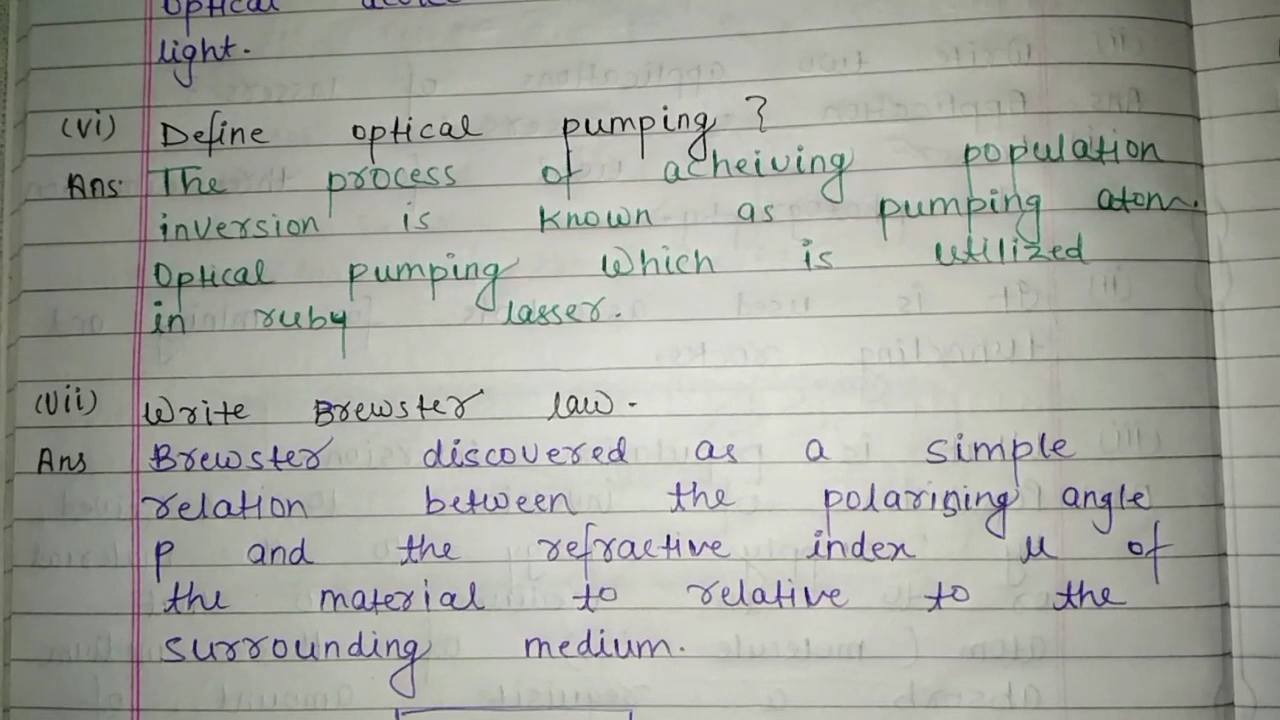 optical
light.
(vi) Define optical pumping ?
Ans. The process of acheiving population
inversion is known as pumping atom.
Optical pumping which is utilized
in ruby lasser.
(vii) Write Brewster law.
Ans Brewster discovered as a simple
relation between the polarising angle
P and the refractive index μ of
the material to relative to the
surrounding medium.